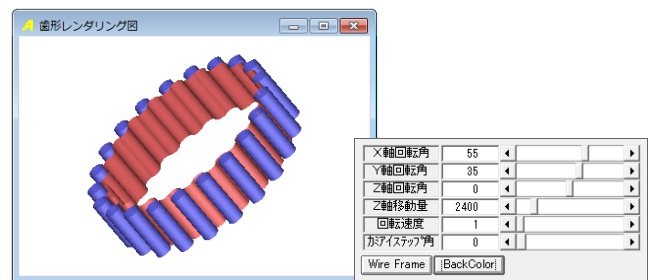 歯形レンダリング図
X軸回転角 55
Y軸回転角 35
Z軸回転角 0
Z軸移動量 2400
回転速度 1
カミアイステップ角 0
Wire Frame BackColor